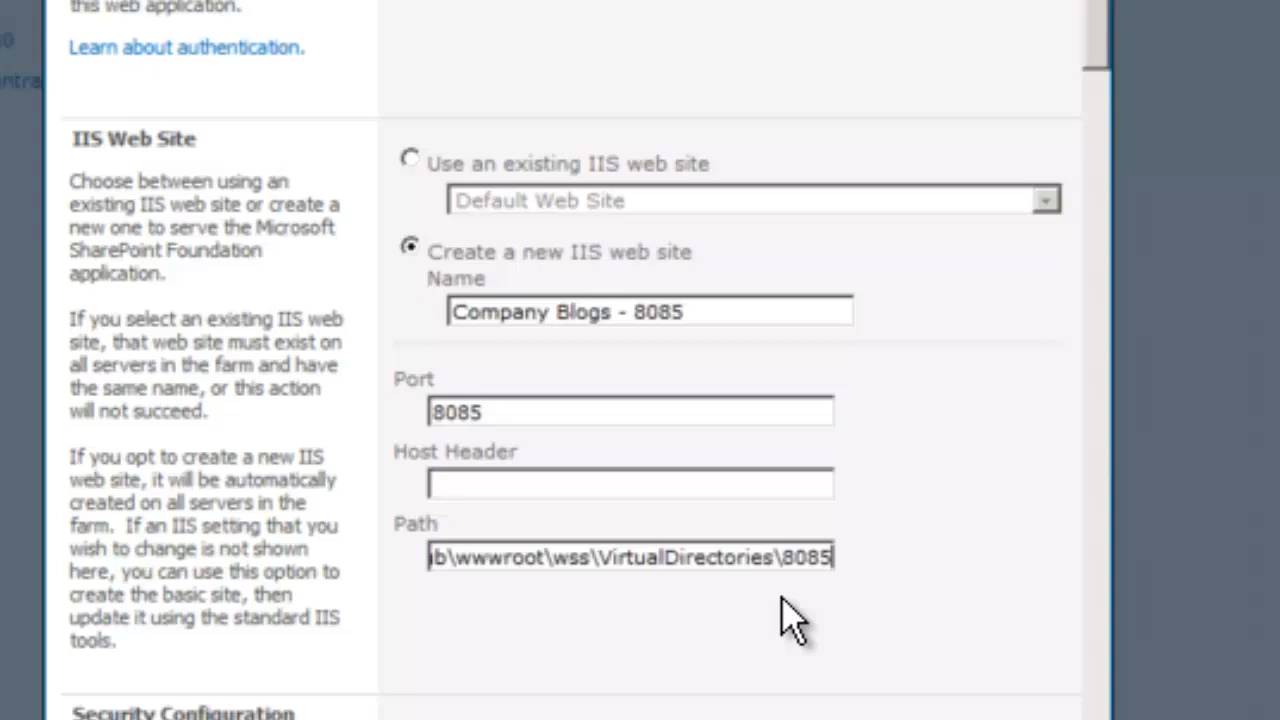 this web application.
Learn about authentication.
IIS Web Site
Choose between using an
existing IIS web site or create a
new one to serve the Microsoft
SharePoint Foundation
application.
If you select an existing IIS web
site, that web site must exist on
all servers in the farm and have
the same name, or this action
will not succeed.
If you opt to create a new IIS
web site, it will be automatically
created on all servers in the
farm.  If an IIS setting that you
wish to change is not shown
here, you can use this option to
create the basic site, then
update it using the standard IIS
tools.
Use an existing IIS web site
Default Web Site
Create a new IIS web site
Name
Company Blogs - 8085
Port
8085
Host Header
Path
b\wwwroot\wss\VirtualDirectories\8085
Security Configuration